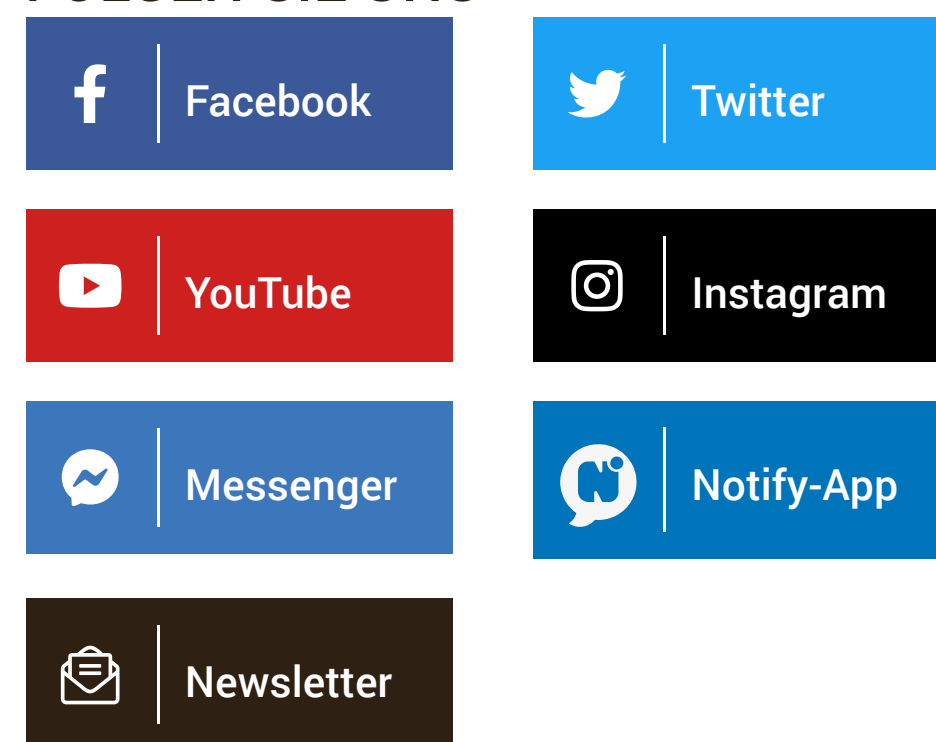 Facebook
Twitter
YouTube
Instagram
Messenger
Notify-App
Newsletter